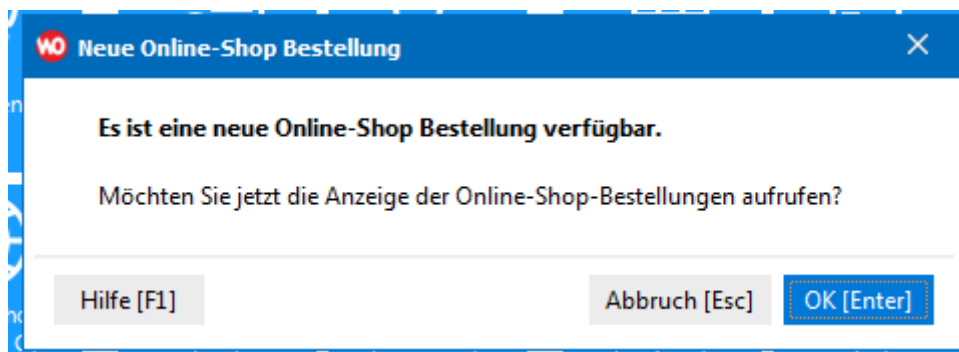 WO Neue Online-Shop Bestellung
Es ist eine neue Online-Shop Bestellung verfügbar.
Möchten Sie jetzt die Anzeige der Online-Shop-Bestellungen aufrufen?
Hilfe [F1] Abbruch [Esc] OK [Enter]